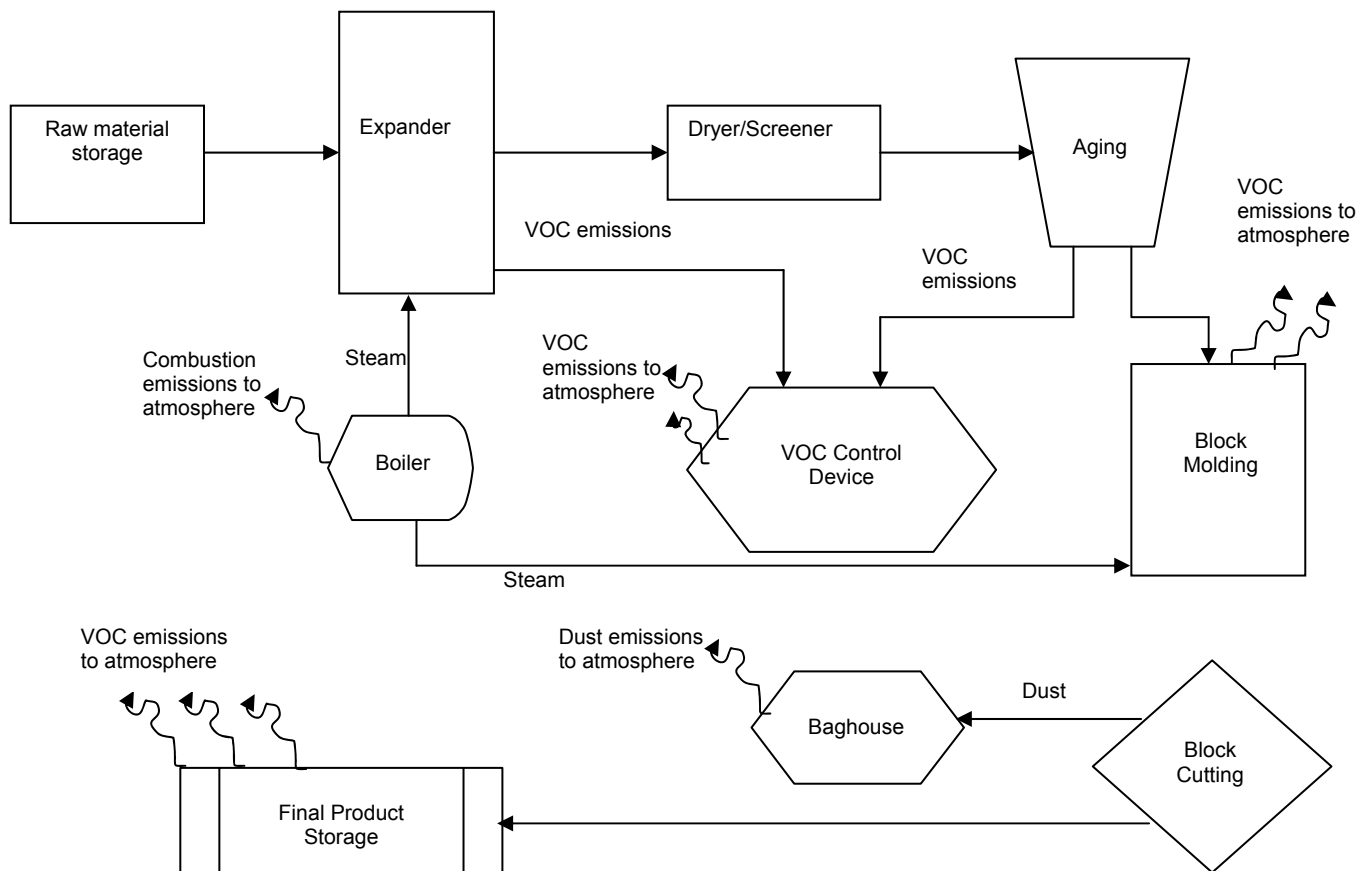 Raw material
storage
Expander
Dryer/Screener
Aging
VOC
emissions to
atmosphere
VOC emissions
VOC
emissions
Combustion
emissions to
atmosphere
Steam
VOC
emissions to
atmosphere
Boiler
VOC Control
Device
Block
Molding
Steam
VOC emissions
to atmosphere
Dust emissions
to atmosphere
Dust
Baghouse
Block
Cutting
Final Product
Storage